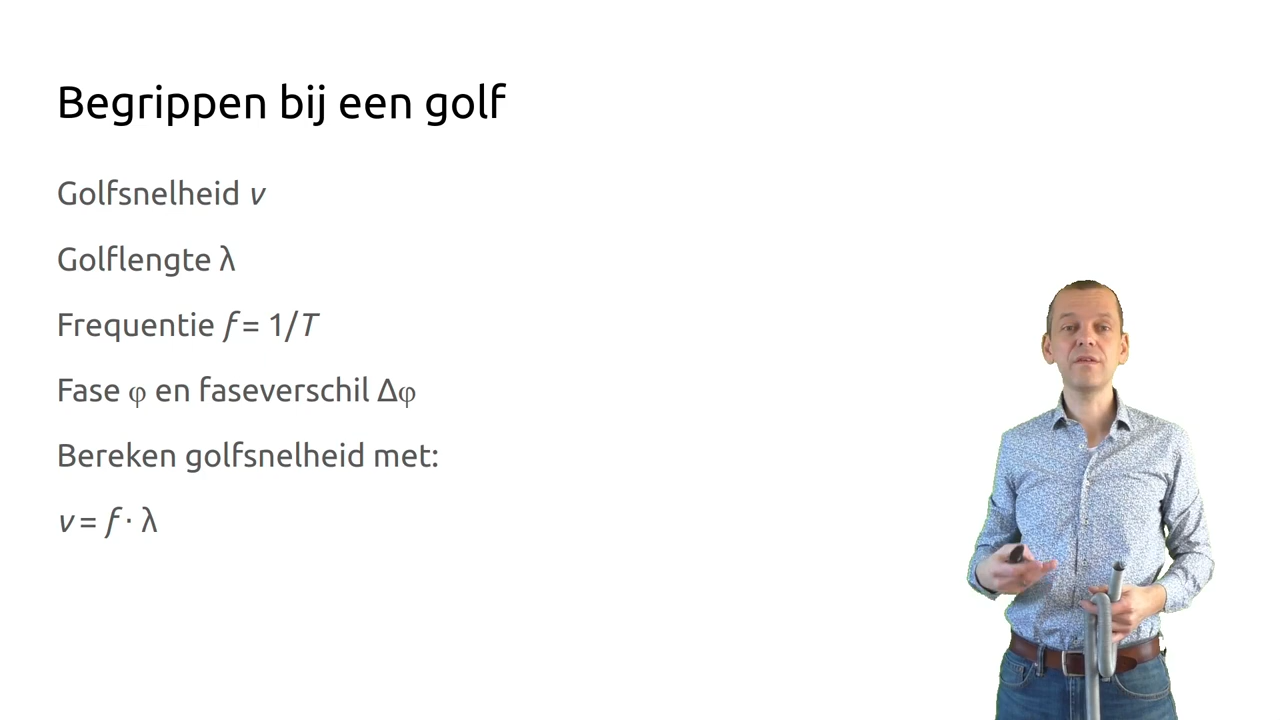 Begrippen bij een golf
Golfsnelheid v
Golflengte λ
Frequentie f = 1/T
Fase φ en faseverschil Δφ
Bereken golfsnelheid met:
v = f · λ